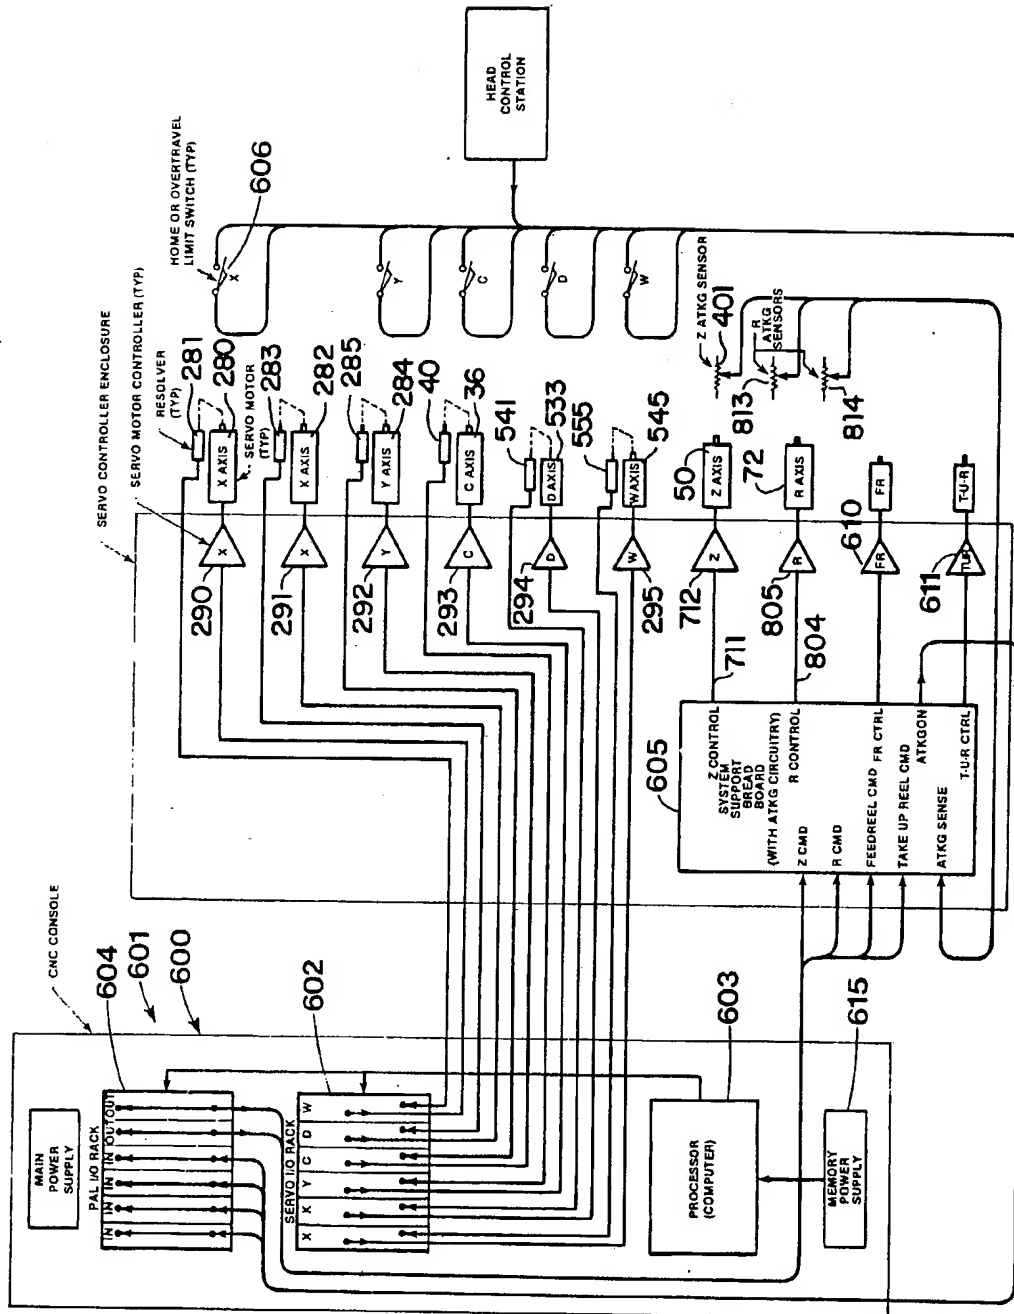 HEAD
CONTROL
STATION
HOME OR OVERTRAVEL
LIMIT SWITCH (TYP)
606
X
Y
C
D
W
Z ATKG SENSOR
401
R
ATKG
SENSORS
813
814
SERVO CONTROLLER ENCLOSURE
SERVO MOTOR CONTROLLER (TYP)
RESOLVER
(TYP)
281
280
SERVO MOTOR
(TYP)
283
282
285
284
40
36
541
533
555
545
50
72
X AXIS
X AXIS
Y AXIS
C AXIS
D AXIS
W AXIS
Z AXIS
R AXIS
FR
T-U-R
X
290
X
291
Y
292
C
293
D
294
W
295
Z
712
R
805
FR
610
TUR
611
711
804
605
Z CONTROL
SYSTEM
SUPPORT
BREAD
BOARD
(WITH ATKG CIRCUITRY)
R CONTROL
Z CMD
R CMD
FEEDREEL CMD
FR CTRL
TAKE UP REEL CMD
ATKGON
ATKG SENSE
T-U-R CTRL
CNC CONSOLE
604
601
600
602
603
615
MAIN
POWER
SUPPLY
PAL I/O RACK
IN
IN
IN
IN
OUT
OUT
SERVO I/O RACK
X
X
Y
C
D
W
PROCESSOR
(COMPUTER)
MEMORY
POWER
SUPPLY